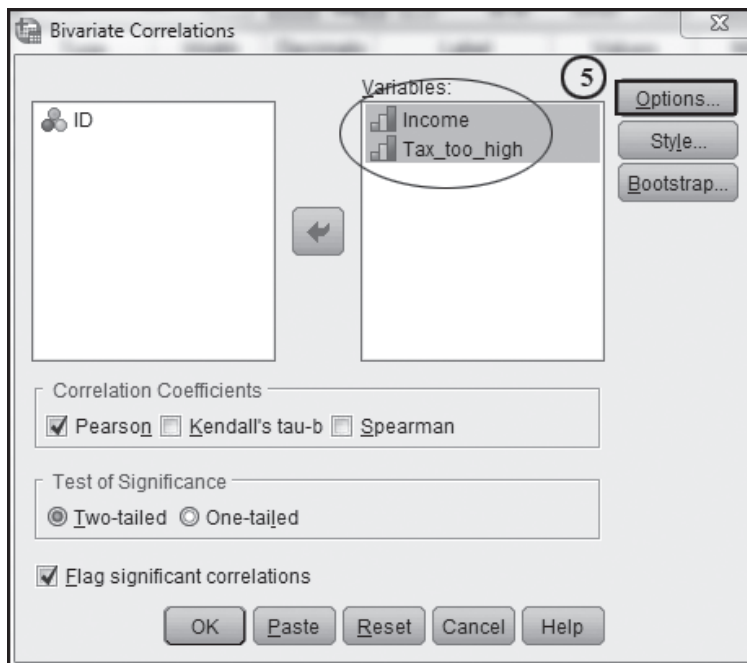 Bivariate Correlations
Variables:
5
ID
Income
Tax_too_high
Options...
Style...
Bootstrap...
Correlation Coefficients
Pearson Kendall's tau-b Spearman
Test of Significance
Two-tailed One-tailed
Flag significant correlations
OK Paste Reset Cancel Help